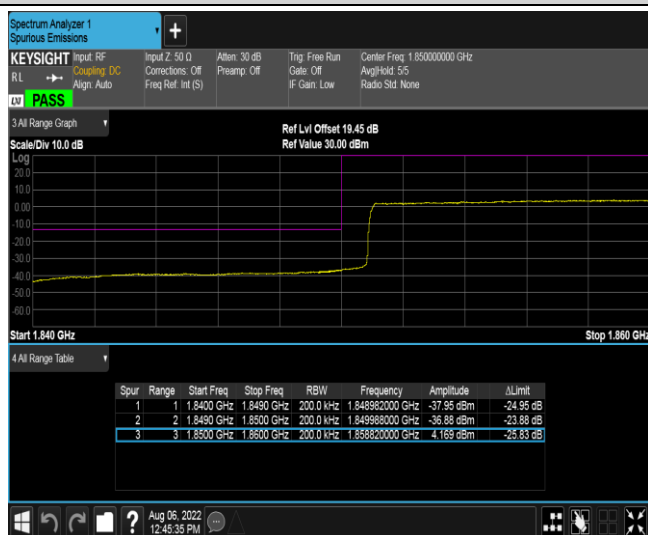 Spectrum Analyzer 1
Spurious Emissions
+
KEYSIGHT Input: RF Input Z: 50 Ω Atten: 30 dB Trig: Free Run Center Freq: 1.850000000 GHz
RL Coupling: DC Corrections: Off Preamp: Off Gate: Off Avg|Hold: 5/5
Align: Auto Freq Ref: Int (S) IF Gain: Low Radio Std: None
LXI PASS
3 All Range Graph
Ref Lvl Offset 19.45 dB
Scale/Div 10.0 dB Ref Value 30.00 dBm
Log
20.0
10.0
0.00
-10.0
-20.0
-30.0
-40.0
-50.0
-60.0
Start 1.840 GHz Stop 1.860 GHz
4 All Range Table
Spur Range Start Freq Stop Freq RBW Frequency Amplitude ΔLimit
1 1 1.8400 GHz 1.8490 GHz 200.0 kHz 1.848982000 GHz -37.95 dBm -24.95 dB
2 2 1.8490 GHz 1.8500 GHz 200.0 kHz 1.849988000 GHz -36.88 dBm -23.88 dB
3 3 1.8500 GHz 1.8600 GHz 200.0 kHz 1.858820000 GHz 4.169 dBm -25.83 dB
? Aug 06, 2022
12:45:35 PM